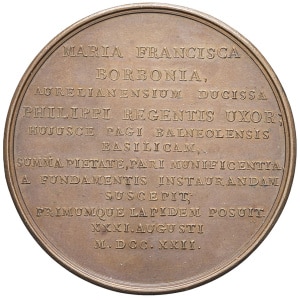 MARIA FRANCISCA
BORBONIA,
AURELIANENSIUM DUCISSA
PHILIPPI REGENTIS UXOR;
HUJUSCE PAGI BALNEOLENSIS
BASILICAM,
SUMMA PIETATE, PARI MUNIFICENTIA
A FUNDAMENTIS INSTAURANDAM
SUSCEPIT;
PRIMUMQUE LAPIDEM POSUIT
XXXI. AUGUSTI
M. DCC. XXII.